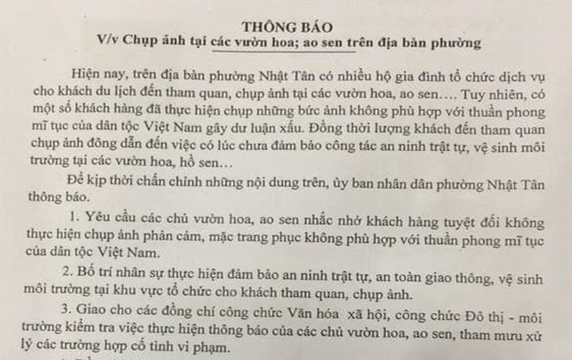 THÔNG BÁO
V/v Chụp ảnh tại các vườn hoa; ao sen trên địa bàn phường
Hiện nay, trên địa bàn phường Nhật Tân có nhiều hộ gia đình tổ chức dịch vụ
cho khách du lịch đến tham quan, chụp ảnh tại các vườn hoa, ao sen…. Tuy nhiên, có
một số khách hàng đã thực hiện chụp những bức ảnh không phù hợp với thuần phong
mĩ tục của dân tộc Việt Nam gây dư luận xấu. Đồng thời lượng khách đến tham quan
chụp ảnh đông dẫn đến việc có lúc chưa đảm bảo công tác an ninh trật tự, vệ sinh môi
trường tại các vườn hoa, hồ sen…
Để kịp thời chấn chỉnh những nội dung trên, ủy ban nhân dân phường Nhật Tân
thông báo.
1. Yêu cầu các chủ vườn hoa, ao sen nhắc nhở khách hàng tuyệt đối không
thực hiện chụp ảnh phản cảm, mặc trang phục không phù hợp với thuần phong mĩ tục
của dân tộc Việt Nam.
2. Bố trí nhân sự thực hiện đảm bảo an ninh trật tự, an toàn giao thông, vệ sinh
môi trường tại khu vực tổ chức cho khách tham quan, chụp ảnh.
3. Giao cho các đồng chí công chức Văn hóa xã hội, công chức Đô thị - môi
trường kiểm tra việc thực hiện thông báo của các chủ vườn hoa, ao sen, tham mưu xử
lý các trường hợp cố tình vi phạm.